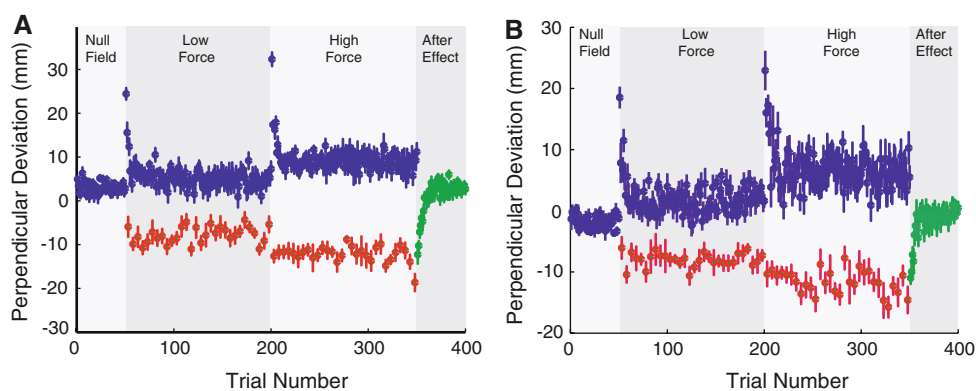 A
Null Field
Low Force
High Force
After Effect
Perpendicular Deviation (mm)
30
20
10
0
-10
-20
-30
0
100
200
300
400
Trial Number
B
Null Field
Low Force
High Force
After Effect
Perpendicular Deviation (mm)
30
20
10
0
-10
-20
0
100
200
300
400
Trial Number